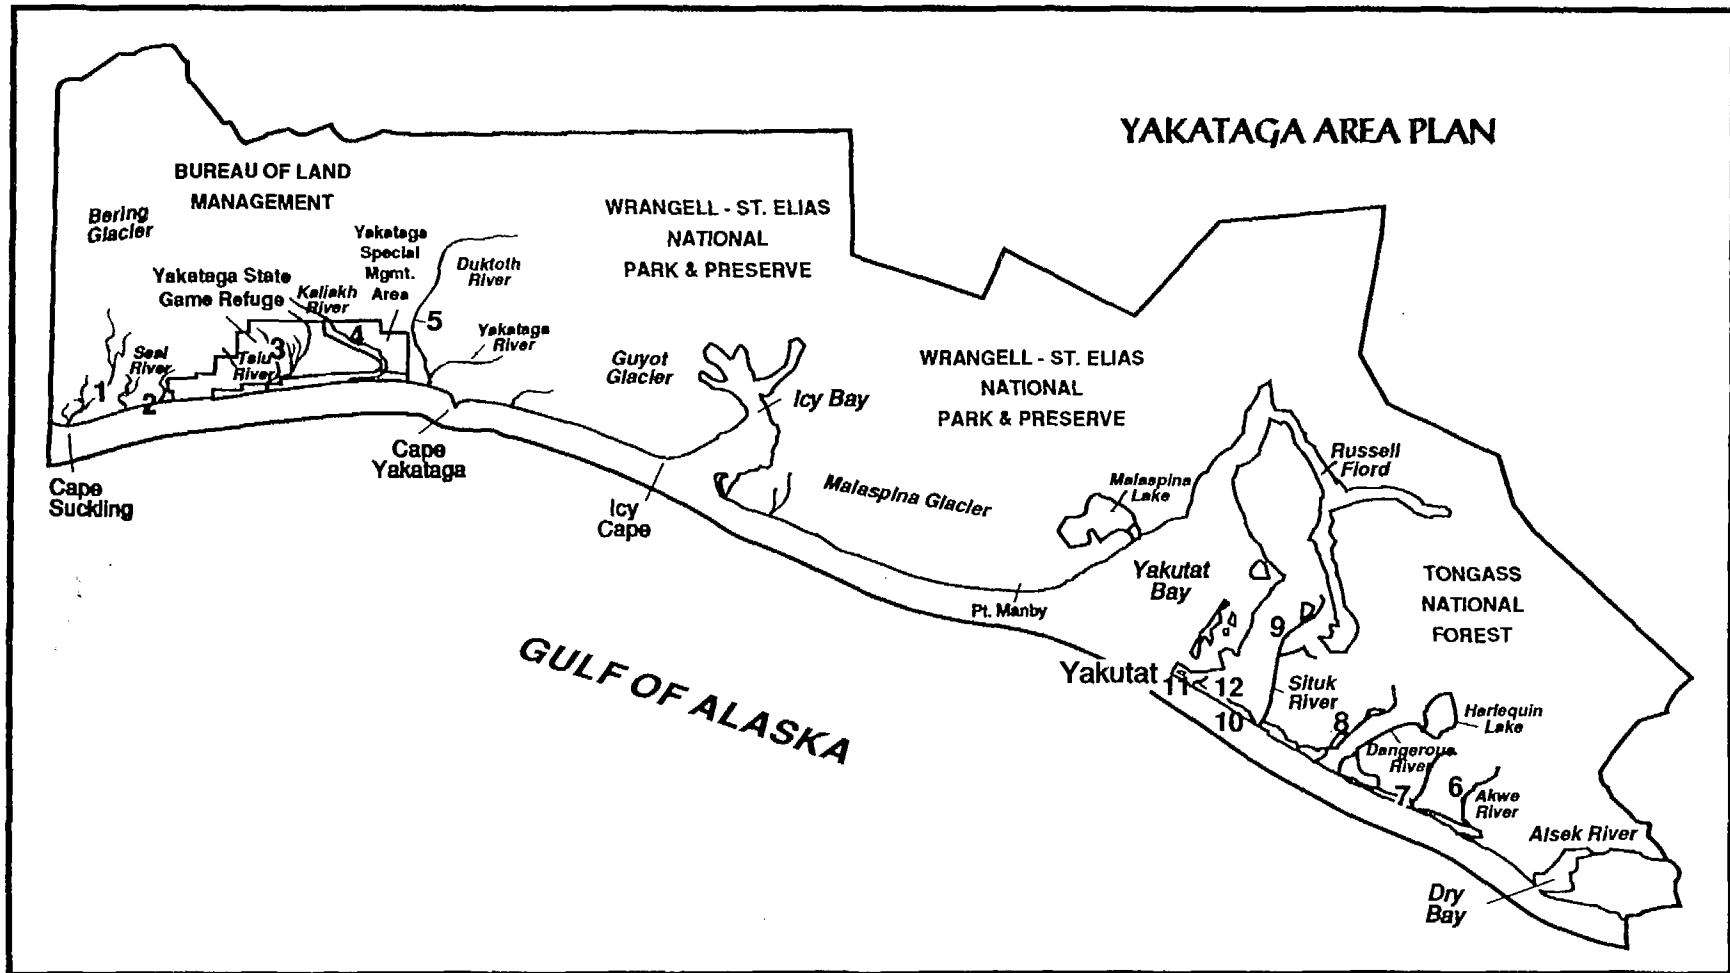 YAKATAGA AREA PLAN
BUREAU OF LAND
MANAGEMENT
Bering
Glacier
WRANGELL - ST. ELIAS
NATIONAL
PARK & PRESERVE
Yakataga
Special
Mgmt.
Area
Duktoth
River
Yakataga State
Game Refuge
Kaliakh
River
5
4
3
Yakataga
River
Seal
River
Tsiu
River
1
2
Guyot
Glacier
Icy Bay
WRANGELL - ST. ELIAS
NATIONAL
PARK & PRESERVE
Cape
Yakataga
Cape
Suckling
Icy
Cape
Malaspina Glacier
Malaspina
Lake
Russell
Fiord
Yakutat
Bay
Pt. Manby
TONGASS
NATIONAL
FOREST
GULF OF ALASKA
9
Yakutat
11
12
10
Situk
River
8
Harlequin
Lake
Dangerous
River
7
6
Akwe
River
Alsek River
Dry
Bay